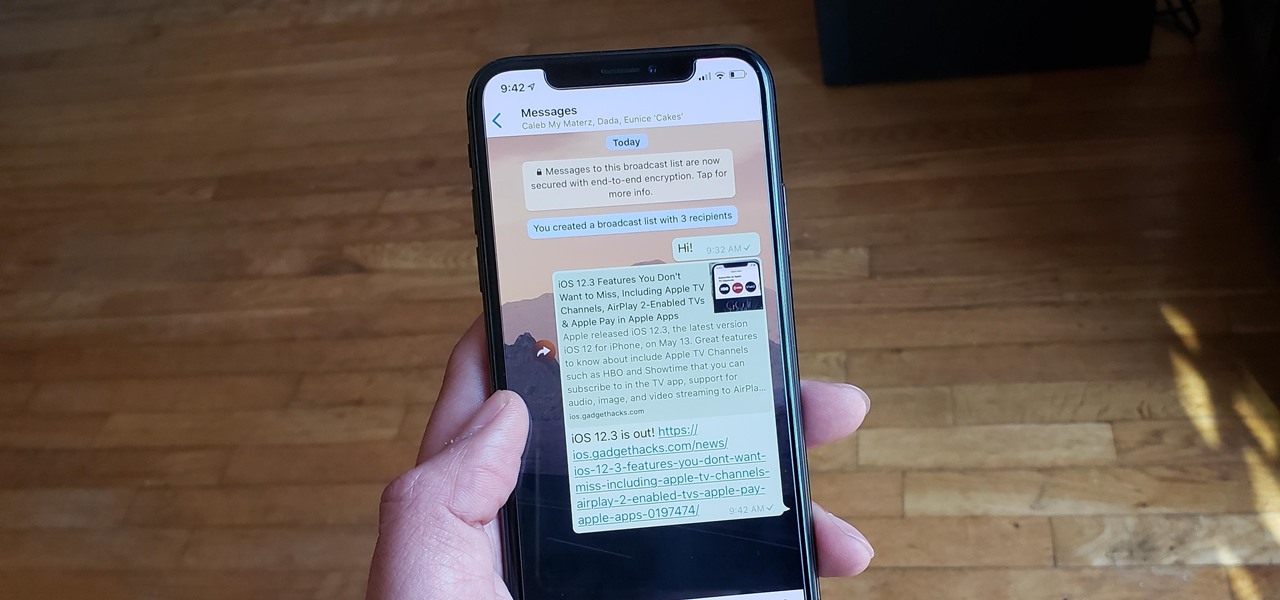 9:42
Messages
Caleb My Materz, Dada, Eunice 'Cakes'
Today
Messages to this broadcast list are now
secured with end-to-end encryption. Tap for
more info.
You created a broadcast list with 3 recipients
Hi! 9:32 AM
iOS 12.3 Features You Don't
Want to Miss, Including Apple TV
Channels, AirPlay 2-Enabled TVs
& Apple Pay in Apple Apps
Apple released iOS 12.3, the latest version
iOS 12 for iPhone, on May 13. Great features
to know about include Apple TV Channels
such as HBO and Showtime that you can
subscribe to in the TV app, support for
audio, image, and video streaming to AirPla...
ios.gadgethacks.com
iOS 12.3 is out! https://
ios.gadgethacks.com/news/
ios-12-3-features-you-dont-want-
miss-including-apple-tv-channels-
airplay-2-enabled-tvs-apple-pay-
apple-apps-0197474/ 9:42 AM